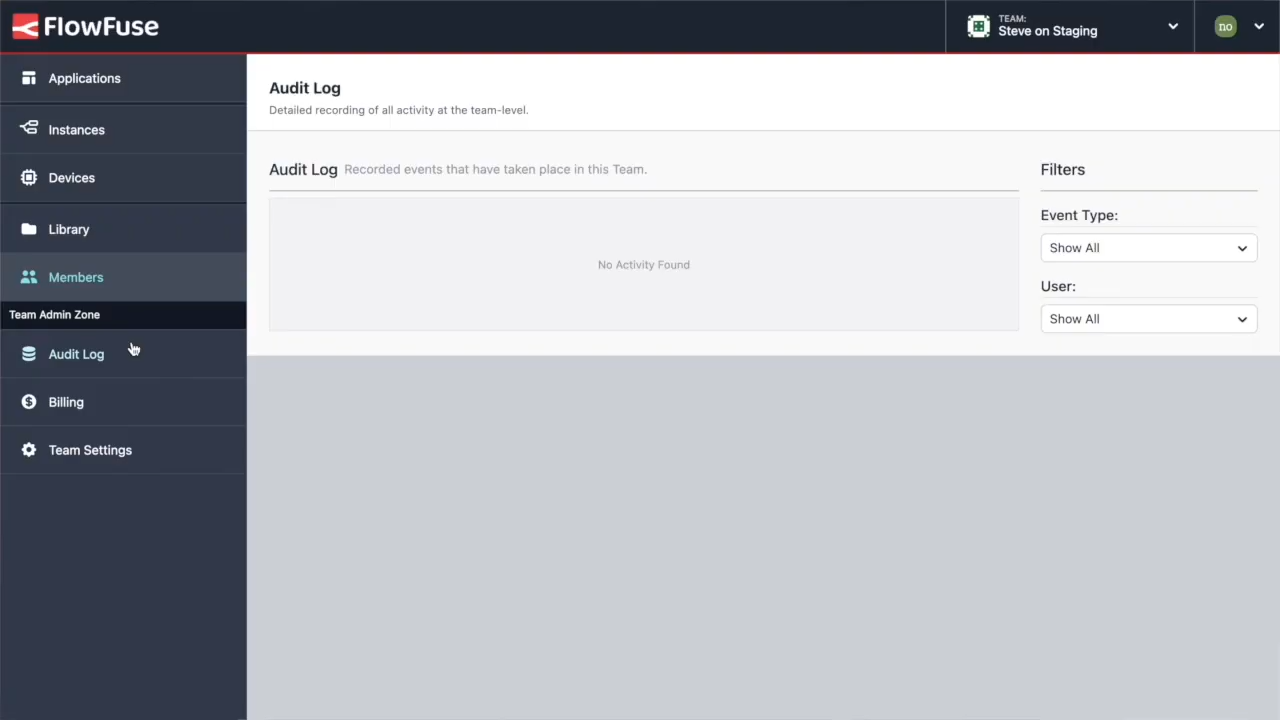 FlowFuse
TEAM:
Steve on Staging
no
Applications
Instances
Devices
Library
Members
Team Admin Zone
Audit Log
Billing
Team Settings
Audit Log
Detailed recording of all activity at the team-level.
Audit Log Recorded events that have taken place in this Team.
No Activity Found
Filters
Event Type:
Show All
User:
Show All